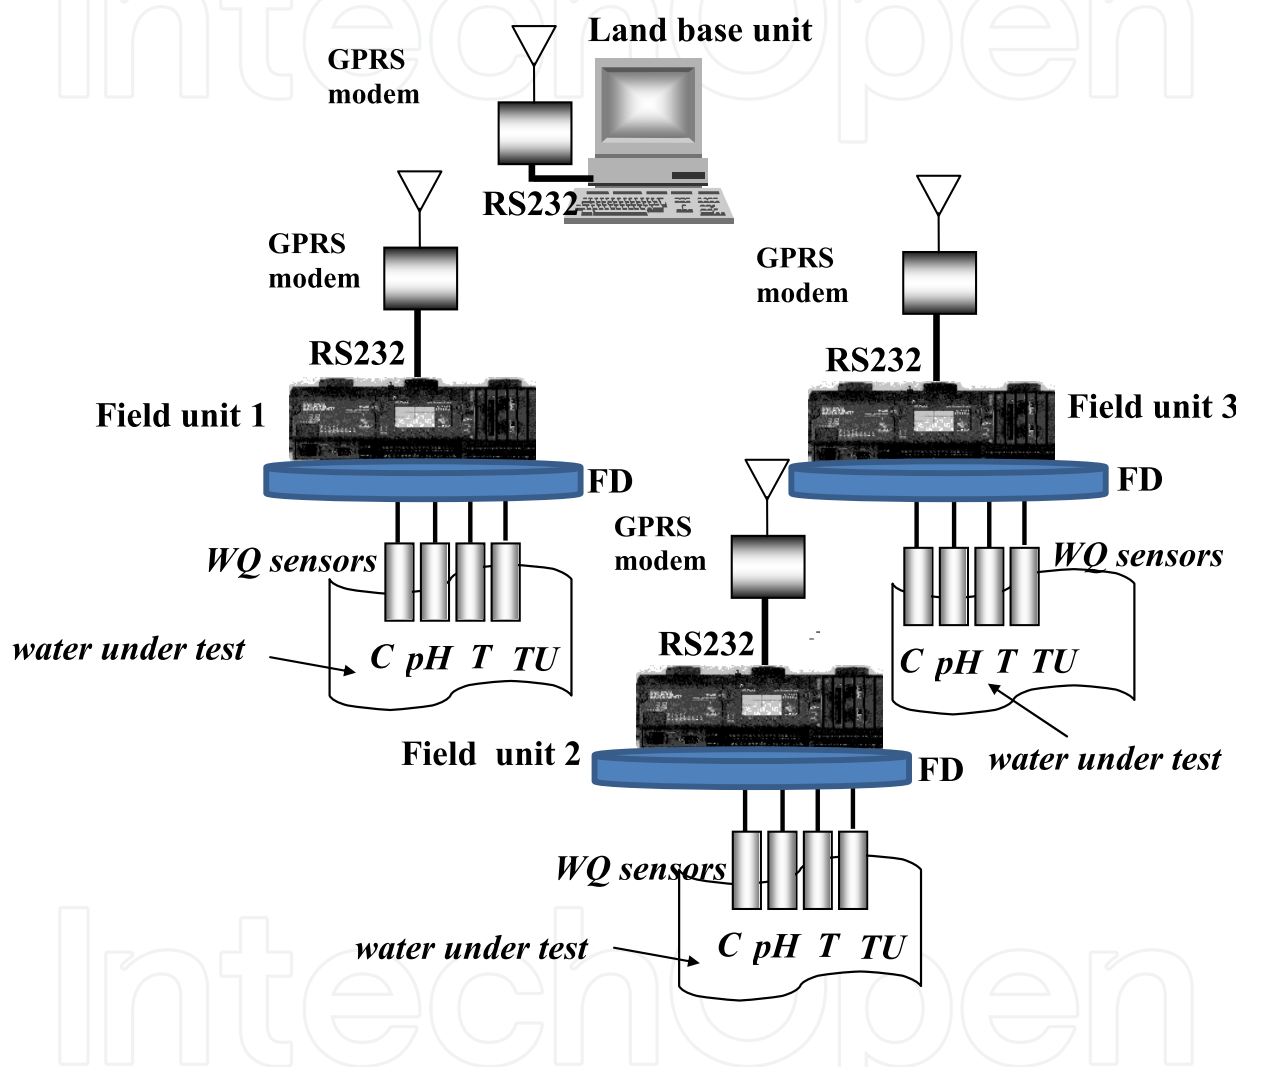 IntechOpen
Land base unit
GPRS
modem
RS232
GPRS
modem
RS232
Field unit 1
FD
WQ sensors
water under test
C pH T TU
GPRS
modem
RS232
Field unit 3
FD
WQ sensors
C pH T TU
water under test
GPRS
modem
RS232
Field unit 2
FD
WQ sensors
water under test
C pH T TU
IntechOpen